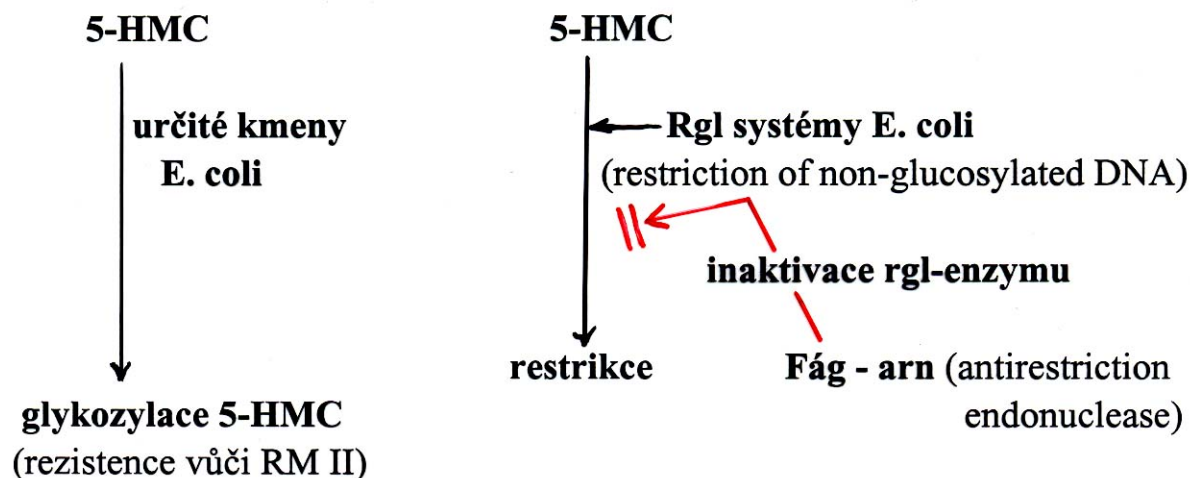 5-HMC
určité kmeny
E. coli
glykozylace 5-HMC
(rezistence vůči RM II)
5-HMC
Rgl systémy E. coli
(restriction of non-glucosylated DNA)
inaktivace rgl-enzymu
restrikce
Fág - arn (antirestriction
endonuclease)